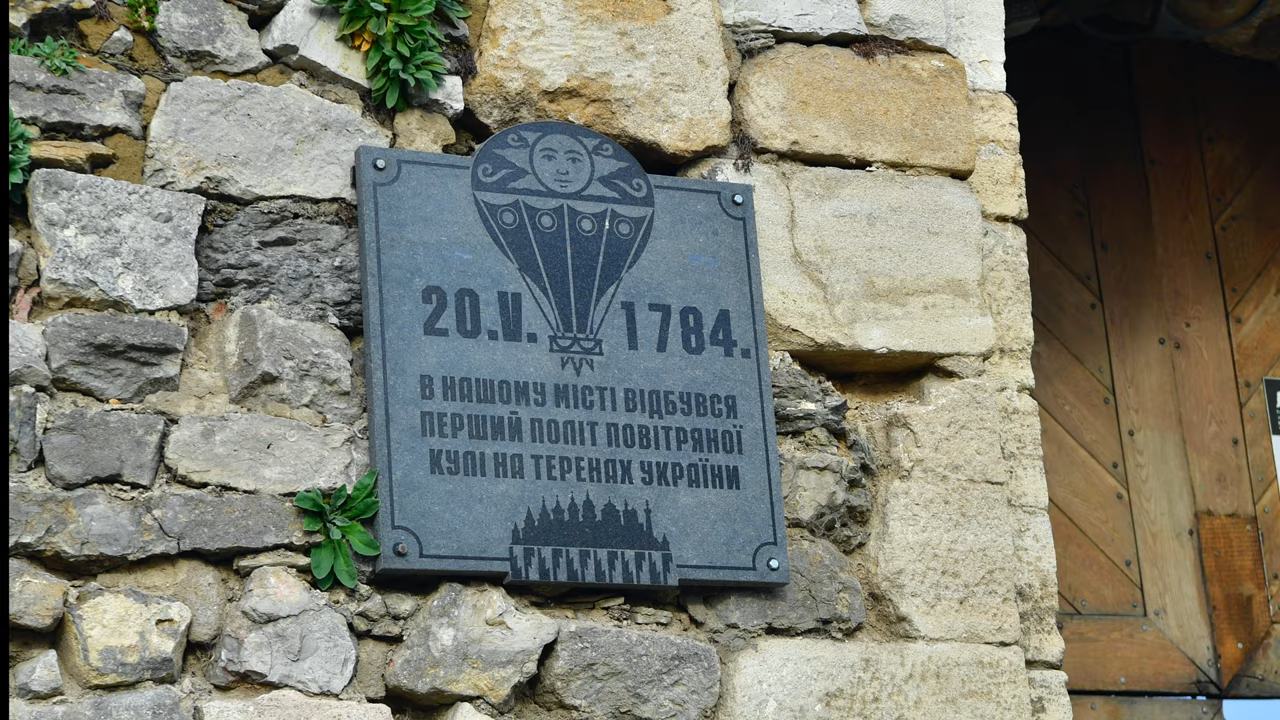 20.V. 1784.
В НАШОМУ МІСТІ ВІДБУВСЯ
ПЕРШИЙ ПОЛІТ ПОВІТРЯНОЇ
КУЛІ НА ТЕРЕНАХ УКРАЇНИ